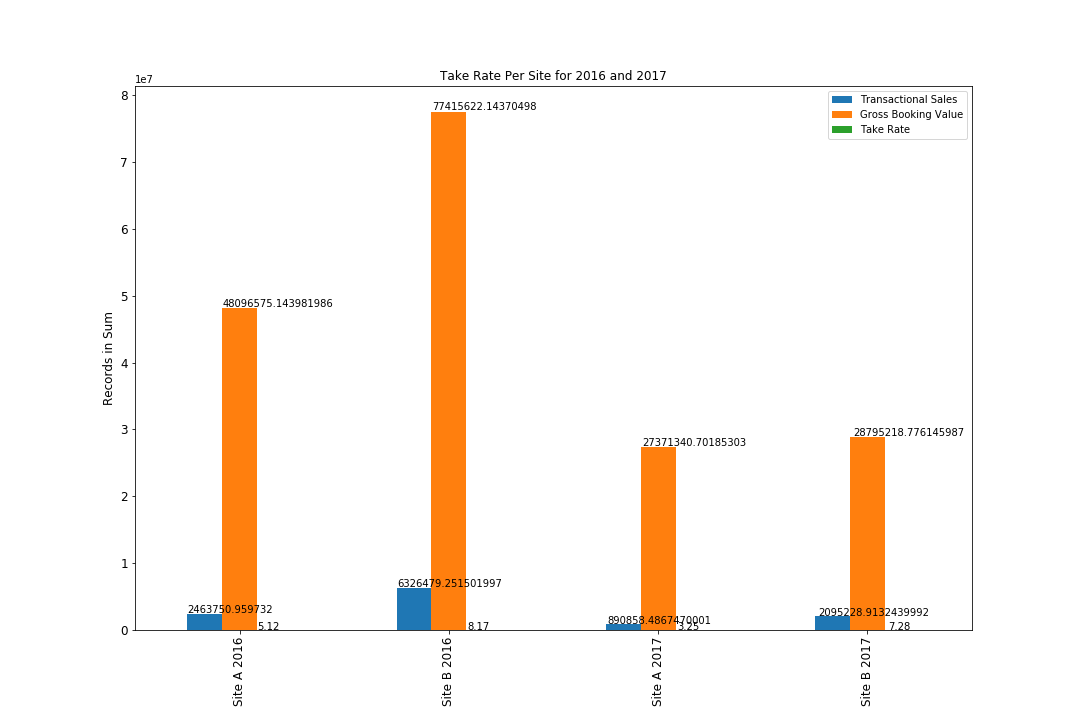 Take Rate Per Site for 2016 and 2017
1e7
Transactional Sales
Gross Booking Value
Take Rate
Records in Sum
8
7
6
5
4
3
2
1
0
77415622.14370498
48096575.143981986
28795218.776145987
27371340.70185303
6326479.251501997
2463750.959732
2095228.9132439992
890858.4867470001
5.12
8.17
3.25
7.28
Site A 2016
Site B 2016
Site A 2017
Site B 2017